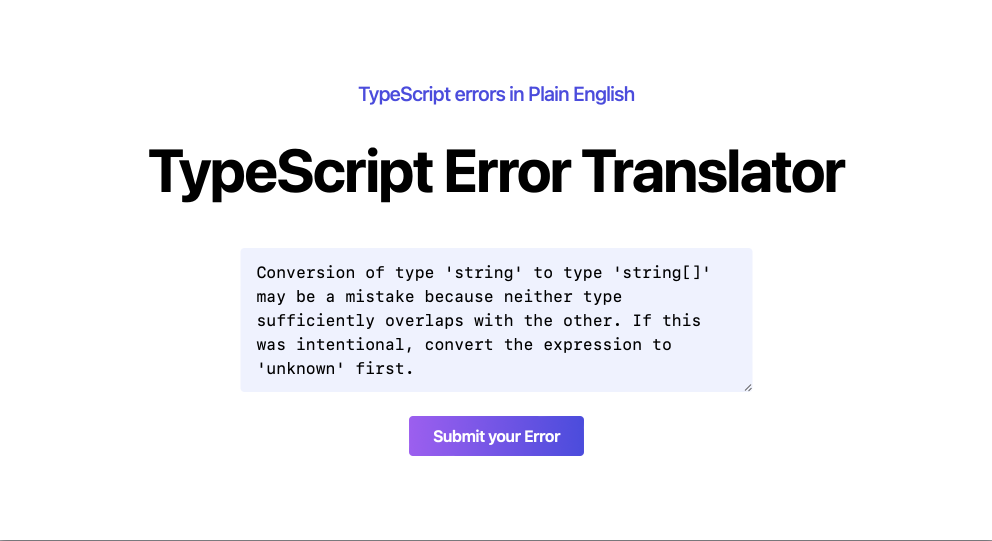 TypeScript errors in Plain English
TypeScript Error Translator
Conversion of type 'string' to type 'string[]'
may be a mistake because neither type
sufficiently overlaps with the other. If this
was intentional, convert the expression to
'unknown' first.
Submit your Error